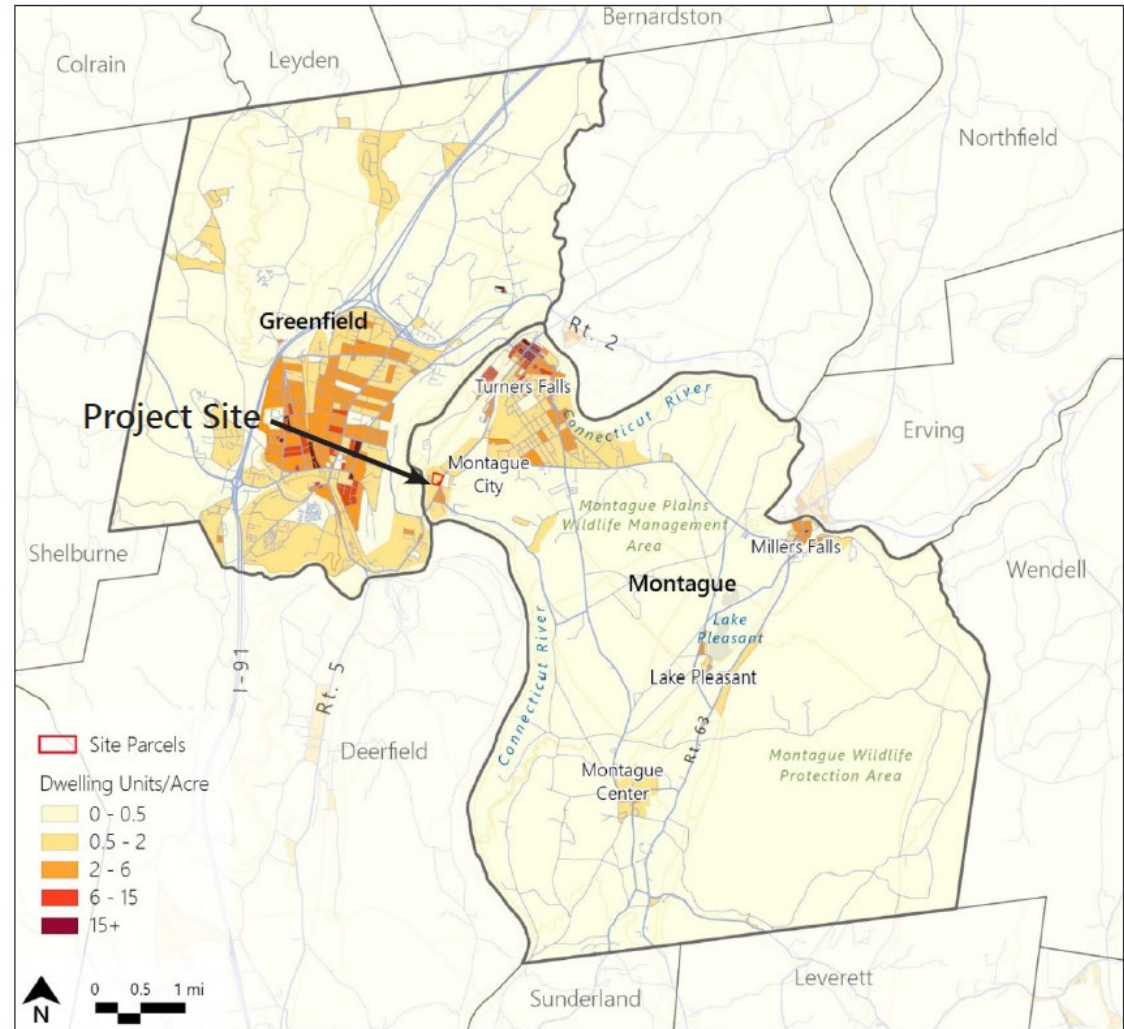 Bernardston
Colrain
Leyden
Northfield
Greenfield
Rt. 2
Turners Falls
Connecticut River
Project Site
Erving
Montague
City
Montague Plains
Wildlife Management
Area
Millers Falls
Shelburne
Wendell
Montague
Lake
Pleasant
Lake Pleasant
I-91
Rt. 5
Connecticut River
Rt. 63
Deerfield
Montague Wildlife
Protection Area
Montague
Center
Site Parcels
Dwelling Units/Acre
0 - 0.5
0.5 - 2
2 - 6
6 - 15
15+
N
0 0.5 1 mi
Sunderland
Leverett